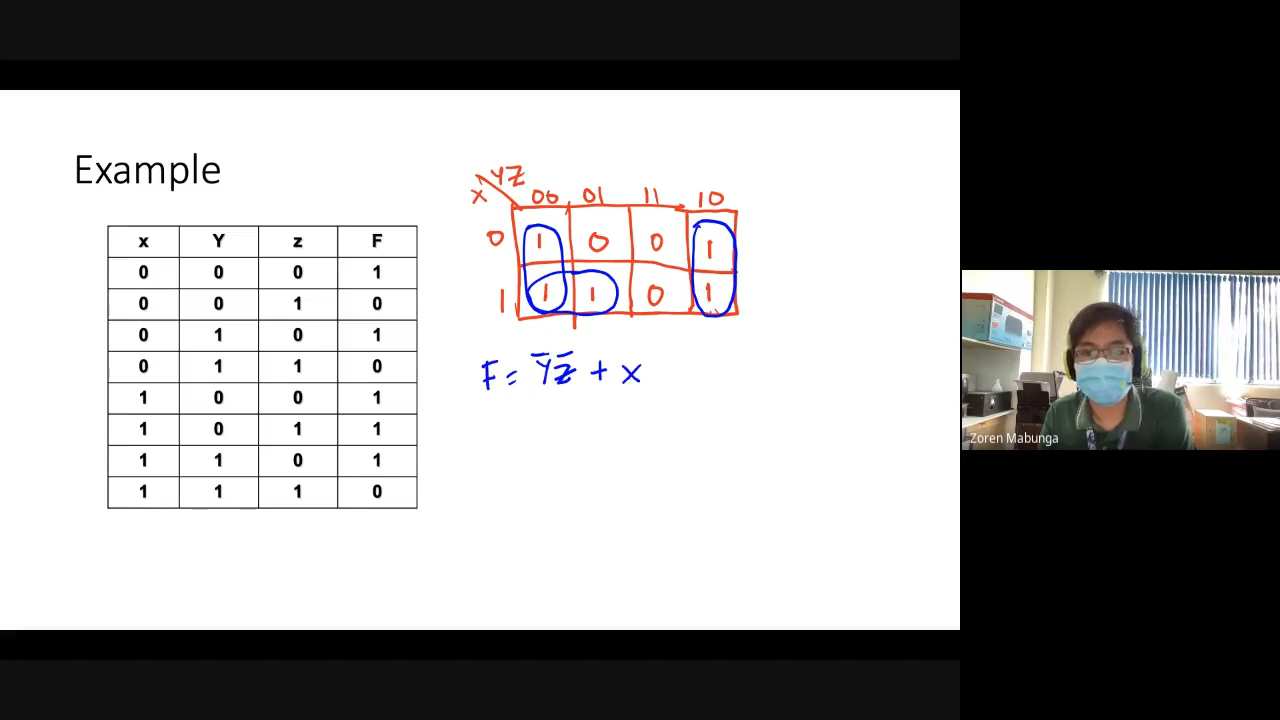 Example
x Y z F
0 0 0 1
0 0 1 0
0 1 0 1
0 1 1 0
1 0 0 1
1 0 1 1
1 1 0 1
1 1 1 0
YZ
X
00 01 11 10
0 1 0 0 1
1 1 1 0 1
F = Y̅Z̅ + X
Zoren Mabunga